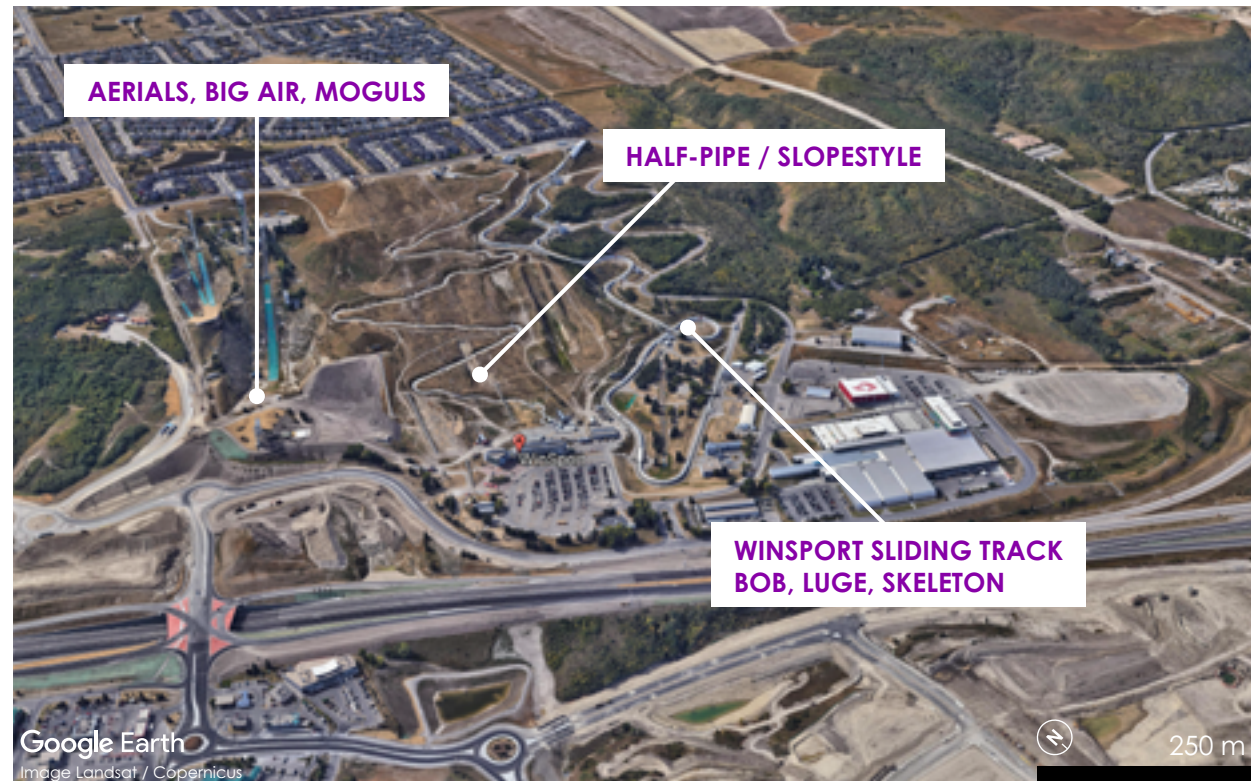 AERIALS, BIG AIR, MOGULS
HALF-PIPE / SLOPESTYLE
WINSPORT SLIDING TRACK
BOB, LUGE, SKELETON
Google Earth
Image Landsat / Copernicus
N
250 m